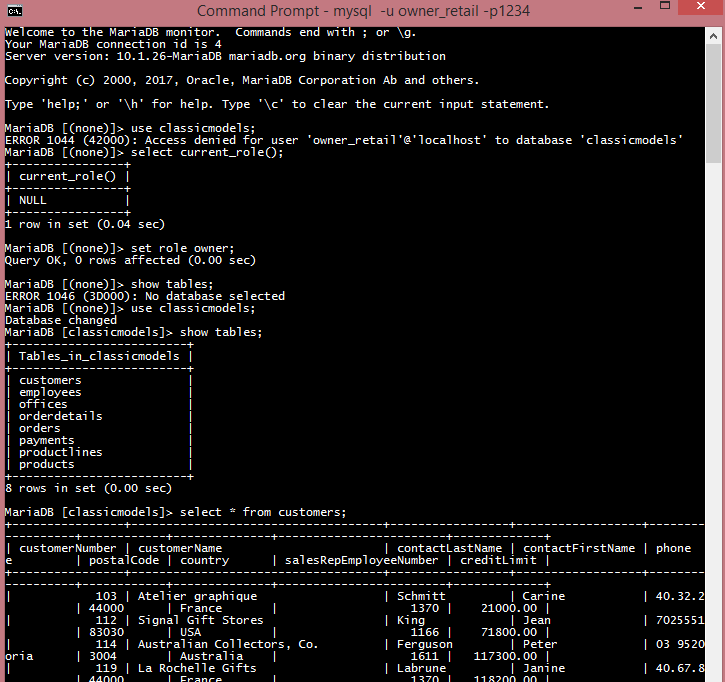 Command Prompt - mysql -u owner_retail -p1234
Welcome to the MariaDB monitor.  Commands end with ; or \g.
Your MariaDB connection id is 4
Server version: 10.1.26-MariaDB mariadb.org binary distribution
Copyright (c) 2000, 2017, Oracle, MariaDB Corporation Ab and others.
Type 'help;' or '\h' for help. Type '\c' to clear the current input statement.
MariaDB [(none)]> use classicmodels;
ERROR 1044 (42000): Access denied for user 'owner_retail'@'localhost' to database 'classicmodels'
MariaDB [(none)]> select current_role();
+----------------+
| current_role() |
+----------------+
| NULL           |
+----------------+
1 row in set (0.04 sec)
MariaDB [(none)]> set role owner;
Query OK, 0 rows affected (0.00 sec)
MariaDB [(none)]> show tables;
ERROR 1046 (3D000): No database selected
MariaDB [(none)]> use classicmodels;
Database changed
MariaDB [classicmodels]> show tables;
+-------------------------+
| Tables_in_classicmodels |
+-------------------------+
| customers               |
| employees               |
| offices                 |
| orderdetails            |
| orders                  |
| payments                |
| productlines            |
| products                |
+-------------------------+
8 rows in set (0.00 sec)
MariaDB [classicmodels]> select * from customers;
| customerNumber | customerName | contactLastName | contactFirstName | phone
e | postalCode | country | salesRepEmployeeNumber | creditLimit |
| 103 | Atelier graphique | Schmitt | Carine | 40.32.2
| 44000 | France | 1370 | 21000.00 |
| 112 | Signal Gift Stores | King | Jean | 7025551
| 83030 | USA | 1166 | 71800.00 |
| 114 | Australian Collectors, Co. | Ferguson | Peter | 03 9520
oria | 3004 | Australia | 1611 | 117300.00 |
| 119 | La Rochelle Gifts | Labrune | Janine | 40.67.8
| 44000 | France | 1370 | 118200.00 |